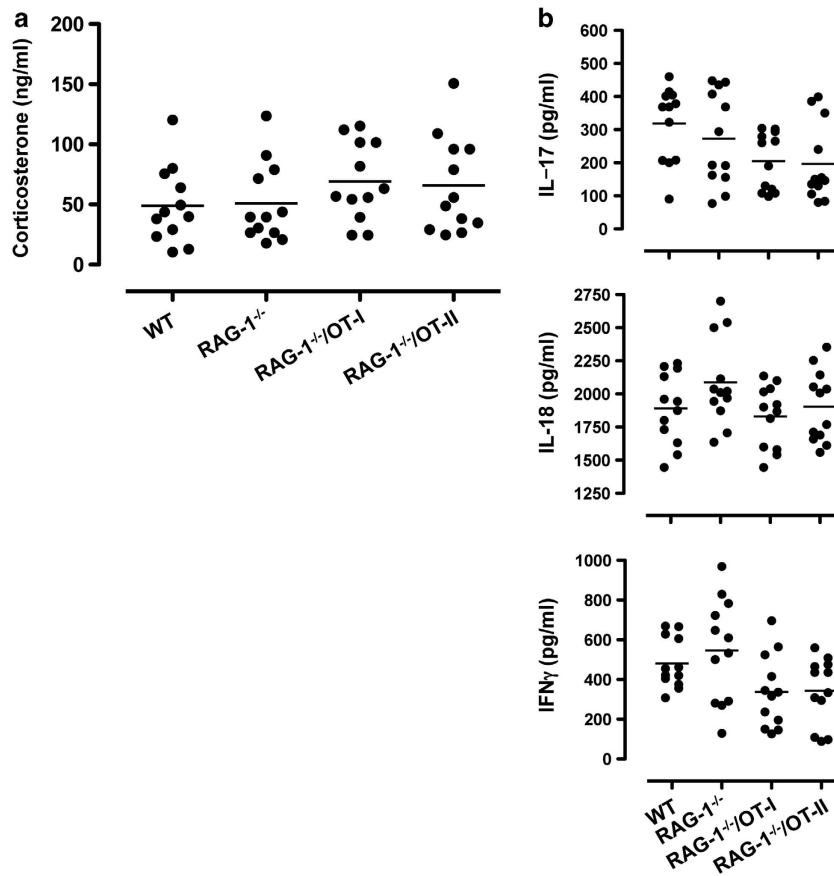 a
Corticosterone (ng/ml)
200
150
100
50
0
WT
RAG-1-/-
RAG-1-/-/OT-I
RAG-1-/-/OT-II
b
IL-17 (pg/ml)
600
500
400
300
200
100
0
IL-18 (pg/ml)
2750
2500
2250
2000
1750
1500
1250
IFNγ (pg/ml)
1000
800
600
400
200
0
WT
RAG-1-/-
RAG-1-/-/OT-I
RAG-1-/-/OT-II